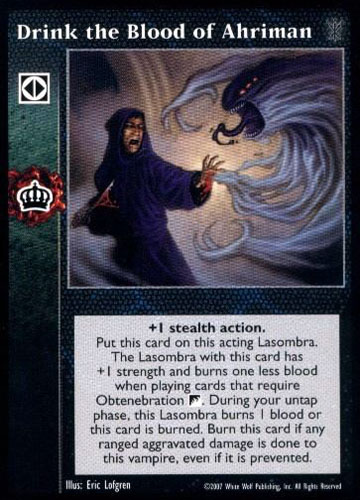 Drink the Blood of Ahriman
+1 stealth action.
Put this card on this acting Lasombra.
The Lasombra with this card has
+1 strength and burns one less blood
when playing cards that require
Obtenebration. During your untap
phase, this Lasombra burns 1 blood or
this card is burned. Burn this card if any
ranged aggravated damage is done to
this vampire, even if it is prevented.
Illus: Eric Lofgren
©2007 White Wolf Publishing, Inc. All Rights Reserved